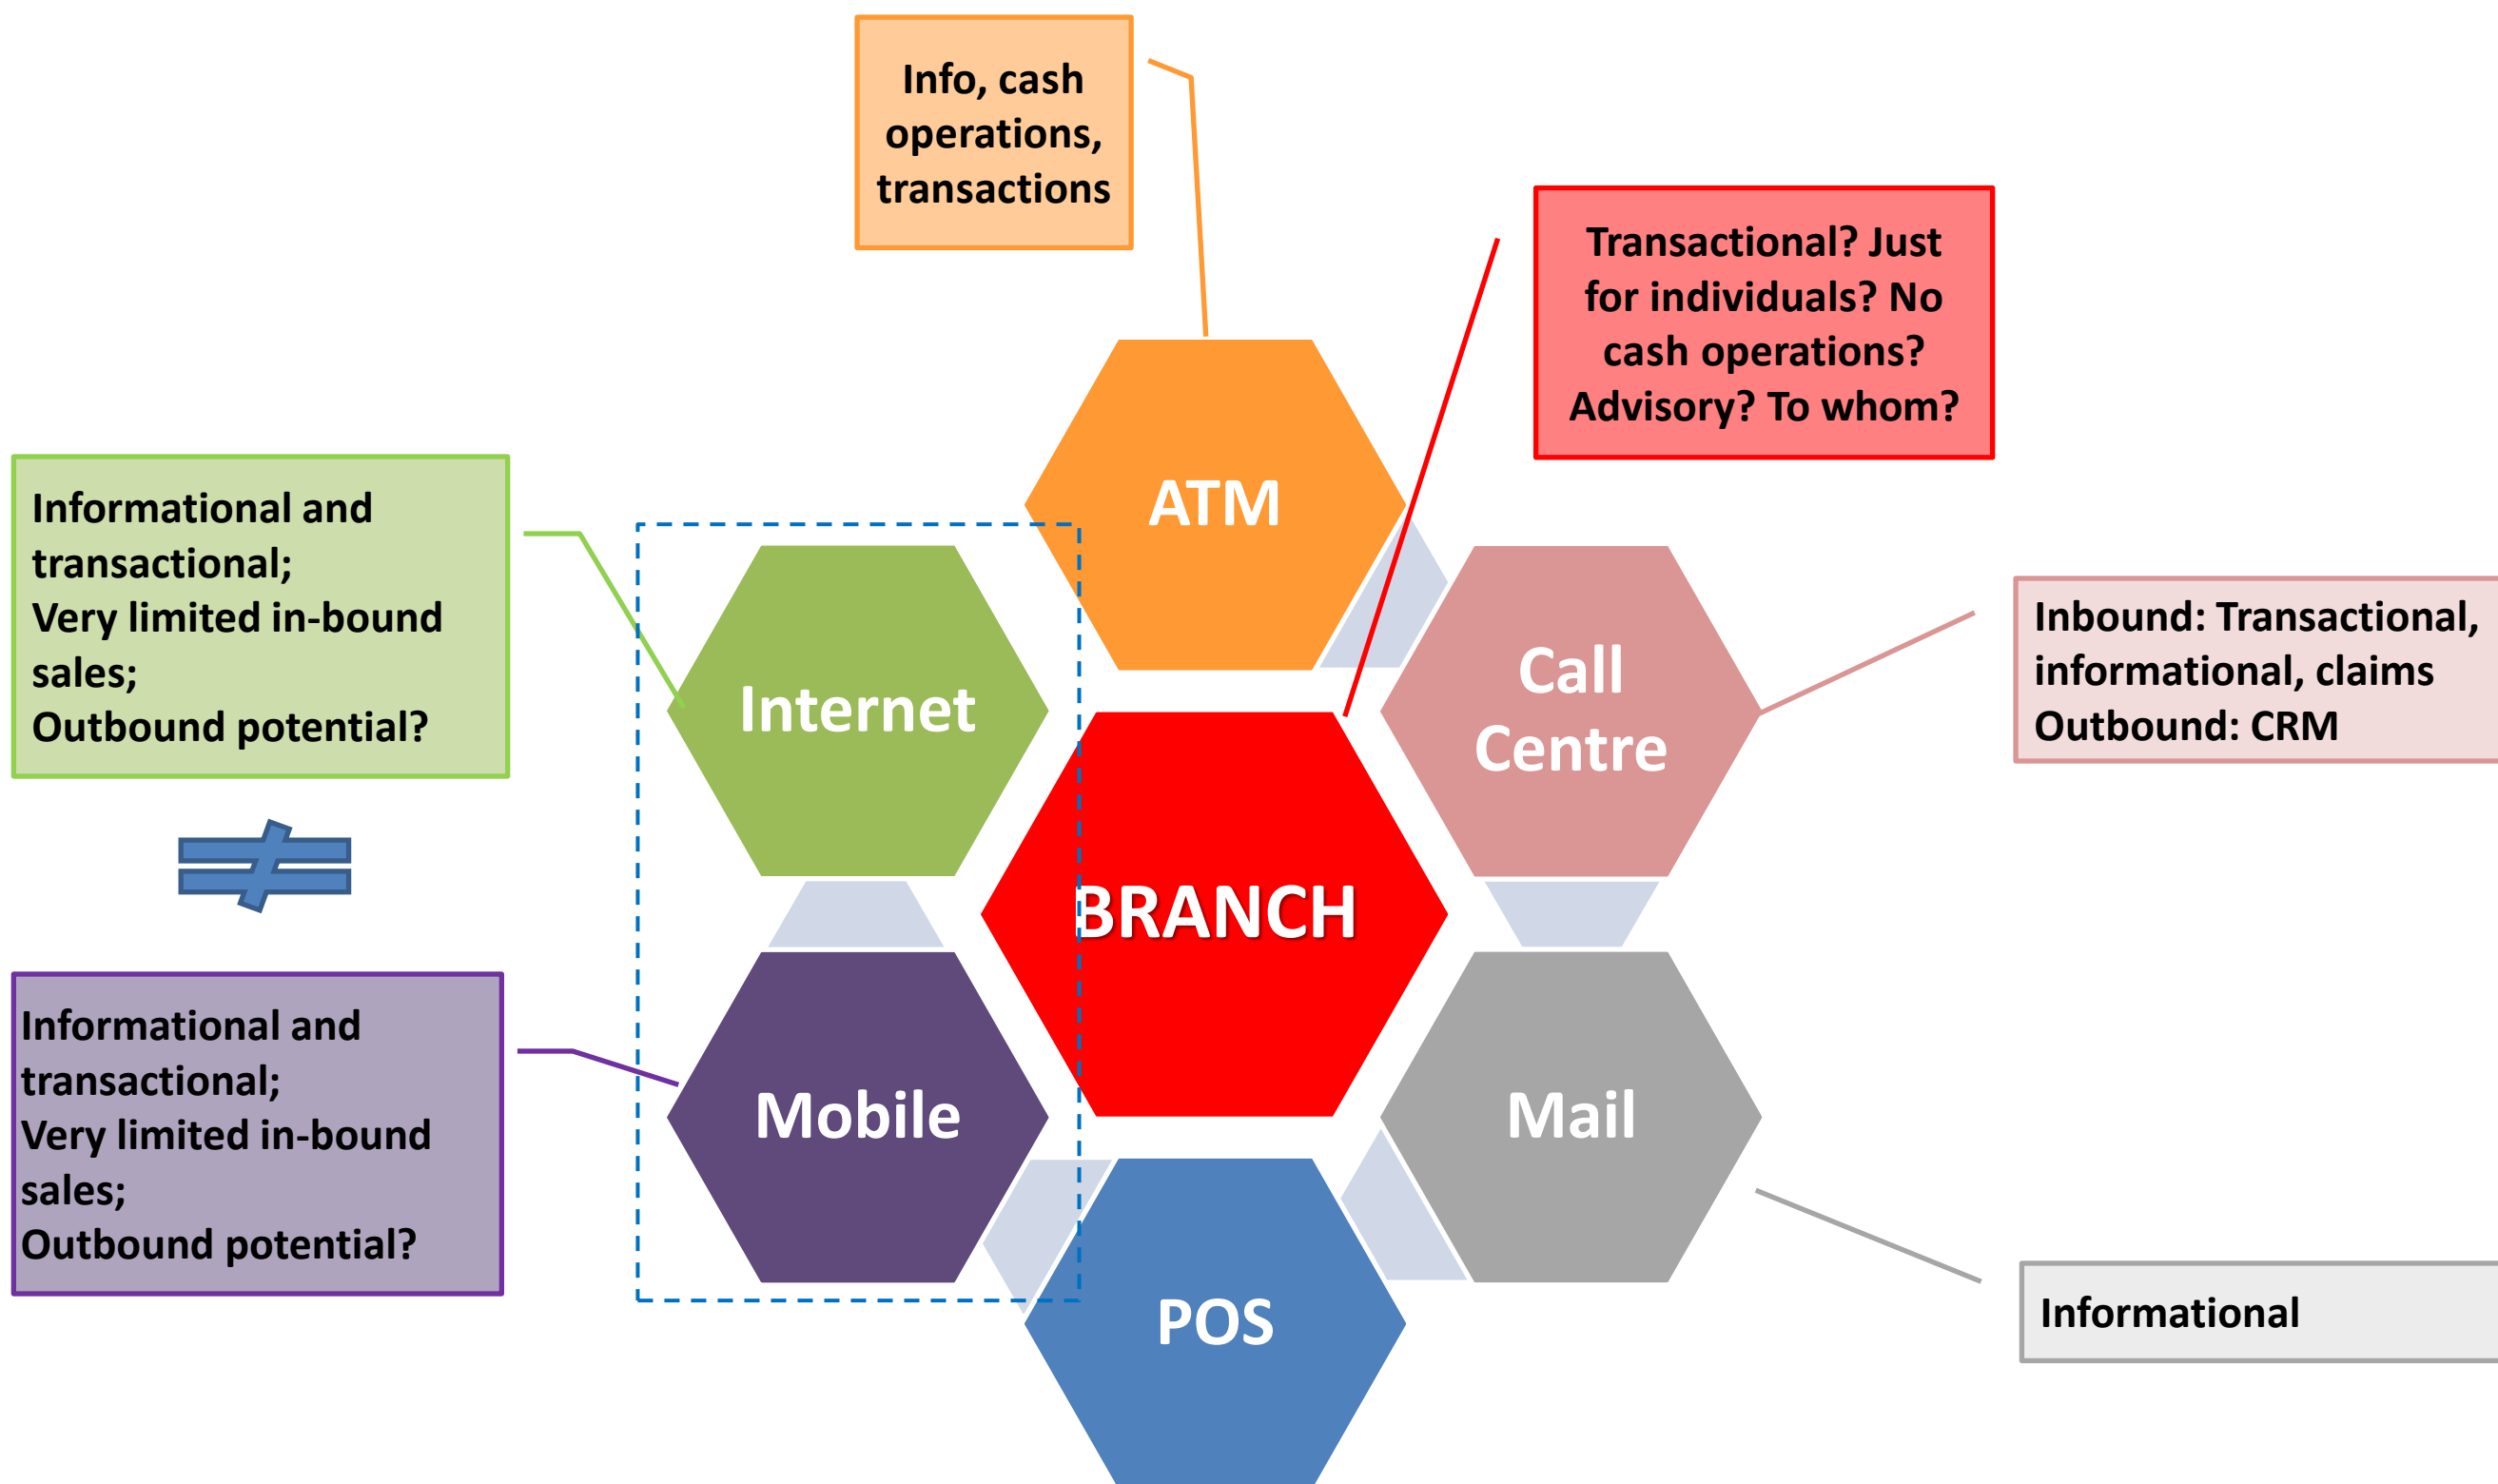 Info, cash
operations,
transactions
Transactional? Just
for individuals? No
cash operations?
Advisory? To whom?
ATM
Informational and
transactional;
Very limited in-bound
sales;
Outbound potential?
Internet
Call
Centre
Inbound: Transactional,
informational, claims
Outbound: CRM
BRANCH
Informational and
transactional;
Very limited in-bound
sales;
Outbound potential?
Mobile
Mail
POS
Informational